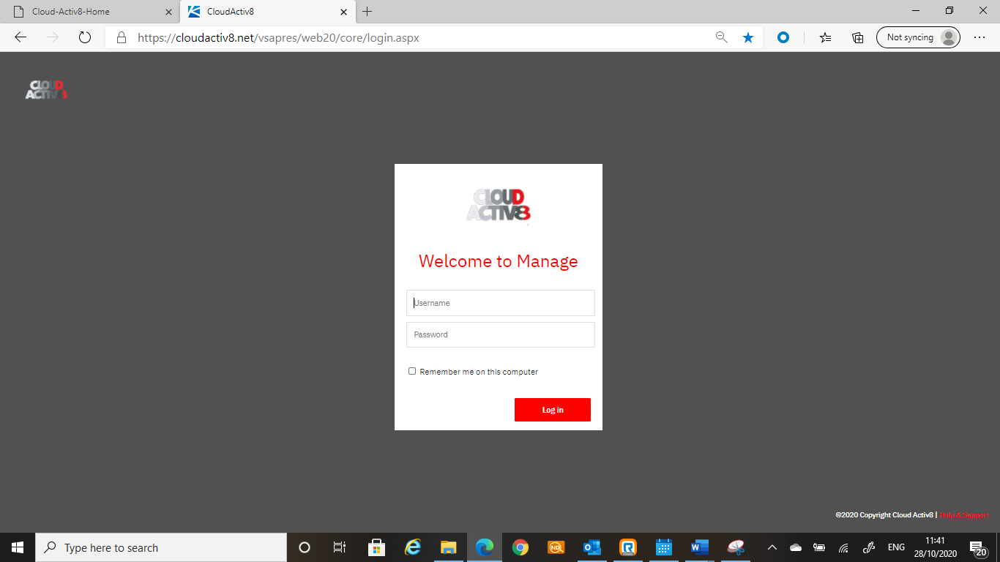 Cloud-Activ8-Home
CloudActiv8
https://cloudactiv8.net/vsapres/web20/core/login.aspx
Not syncing
CLOUD
ACTIV8
CLOUD
ACTIV8
Welcome to Manage
Username
Password
Remember me on this computer
Log in
©2020 Copyright Cloud Activ8 | Help & Support
Type here to search
ND
R
W
ENG
11:41
28/10/2020
20